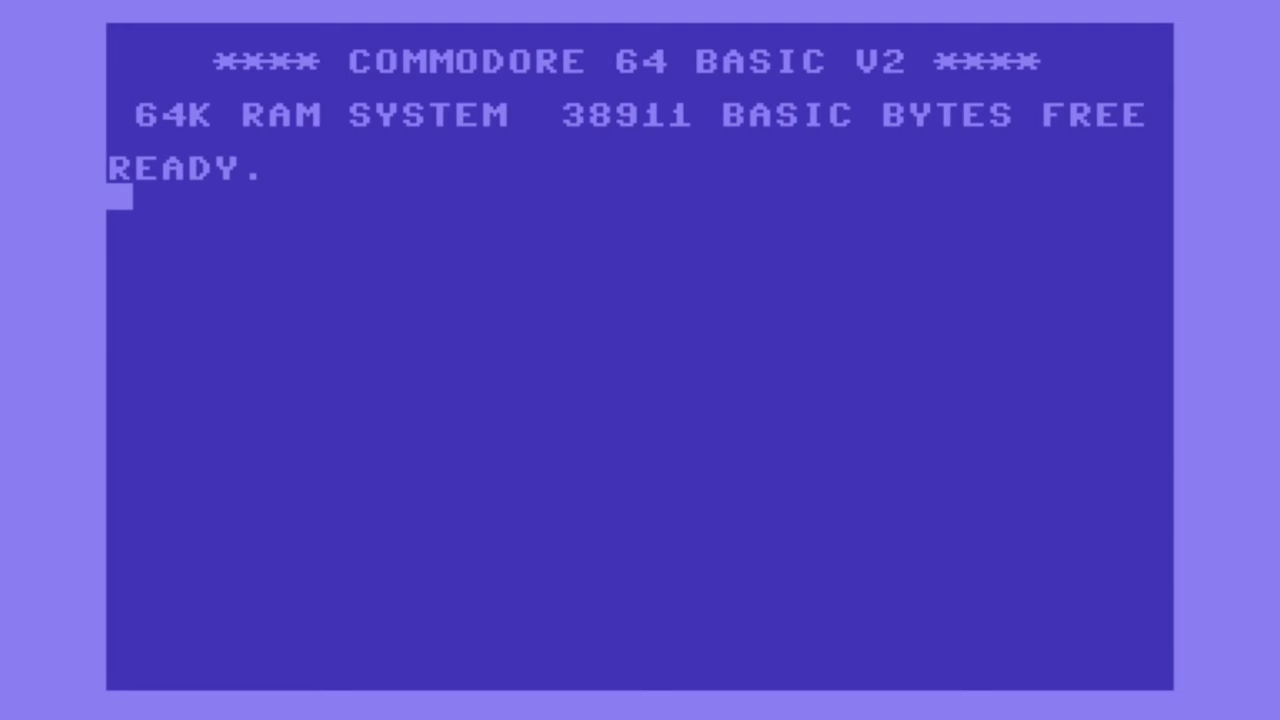 **** COMMODORE 64 BASIC V2 ****
64K RAM SYSTEM  38911 BASIC BYTES FREE
READY.